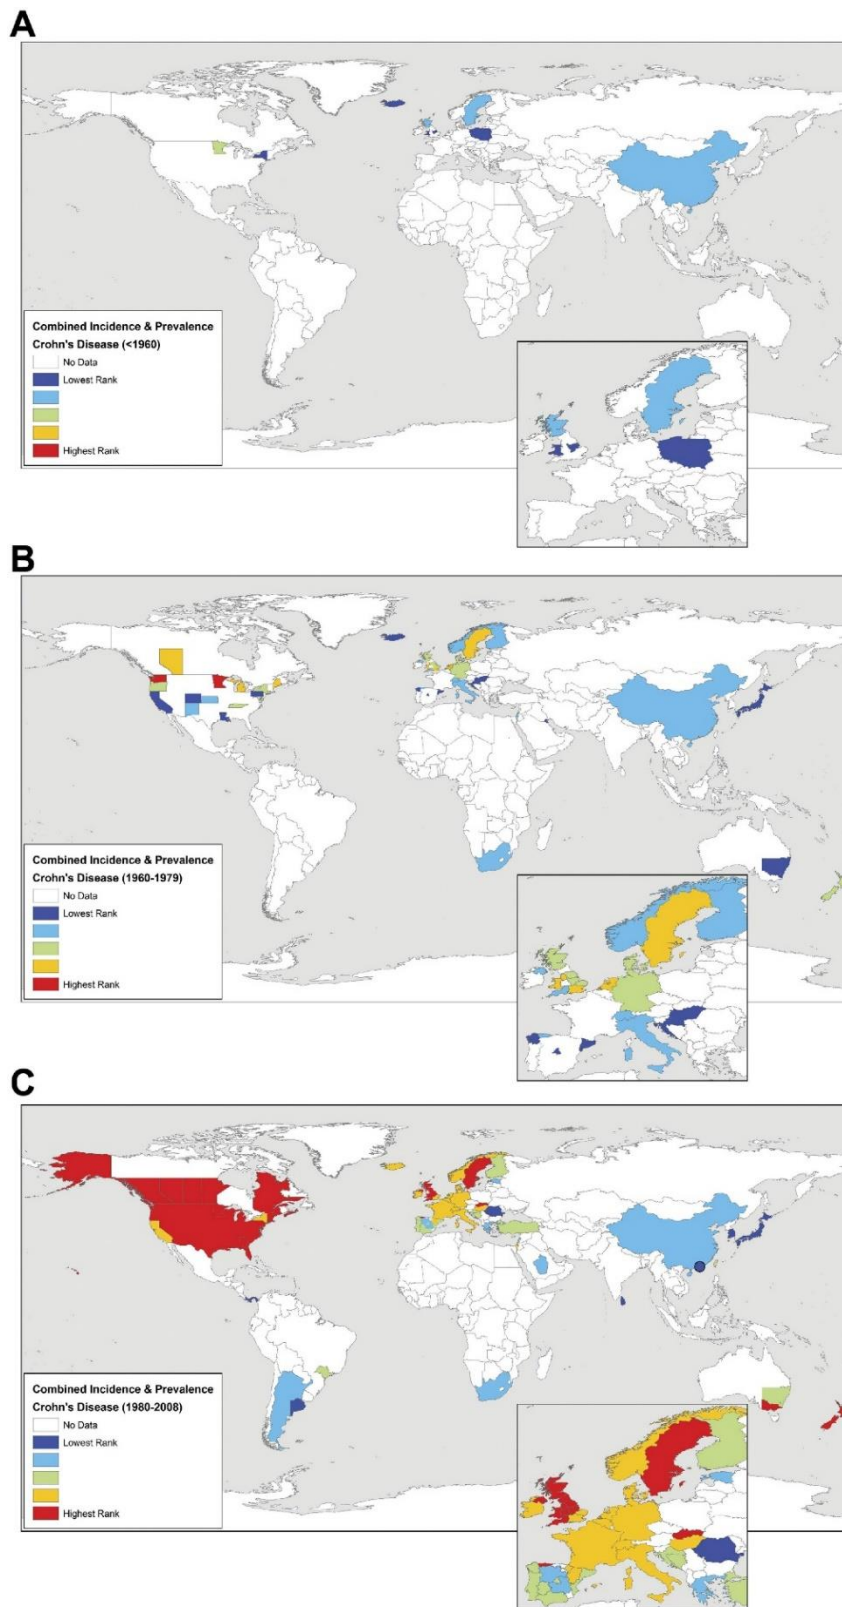 A
Combined Incidence & Prevalence
Crohn's Disease (<1960)
No Data
Lowest Rank
Highest Rank
B
Combined Incidence & Prevalence
Crohn's Disease (1960-1979)
No Data
Lowest Rank
Highest Rank
C
Combined Incidence & Prevalence
Crohn's Disease (1980-2008)
No Data
Lowest Rank
Highest Rank